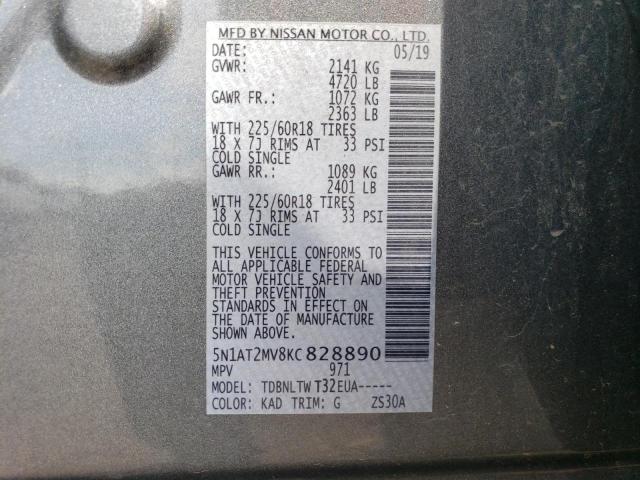 MFD BY NISSAN MOTOR CO., LTD.
DATE: 05/19
GVWR: 2141 KG
4720 LB
GAWR FR.: 1072 KG
2363 LB
WITH 225/60R18 TIRES
18 X 7J RIMS AT 33 PSI
COLD SINGLE
GAWR RR.: 1089 KG
2401 LB
WITH 225/60R18 TIRES
18 X 7J RIMS AT 33 PSI
COLD SINGLE
THIS VEHICLE CONFORMS TO
ALL APPLICABLE FEDERAL
MOTOR VEHICLE SAFETY AND
THEFT PREVENTION
STANDARDS IN EFFECT ON
THE DATE OF MANUFACTURE
SHOWN ABOVE:
5N1AT2MV8KC828890
MPV 971
MODEL: TDBNLTW T32EUA-----
COLOR: KAD TRIM: G ZS30A